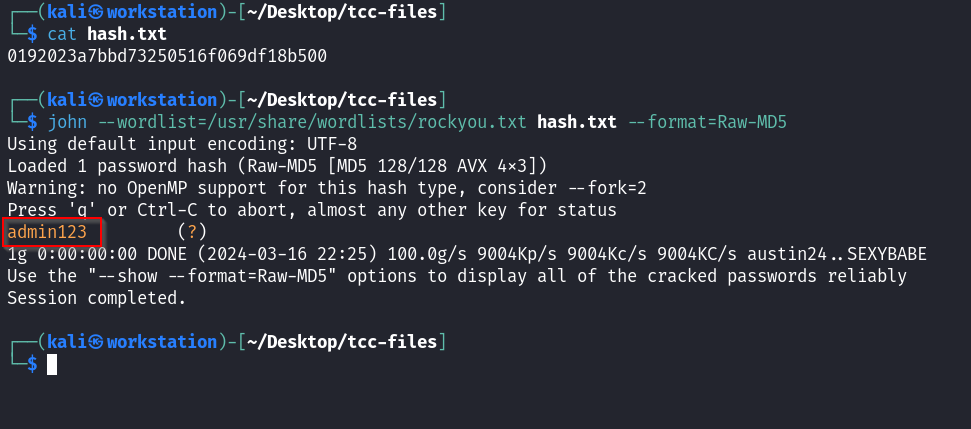 ┌──(kali㉿workstation)-[~/Desktop/tcc-files]
└─$ cat hash.txt
0192023a7bbd73250516f069df18b500
┌──(kali㉿workstation)-[~/Desktop/tcc-files]
└─$ john --wordlist=/usr/share/wordlists/rockyou.txt hash.txt --format=Raw-MD5
Using default input encoding: UTF-8
Loaded 1 password hash (Raw-MD5 [MD5 128/128 AVX 4×3])
Warning: no OpenMP support for this hash type, consider --fork=2
Press 'q' or Ctrl-C to abort, almost any other key for status
admin123         (?)
1g 0:00:00:00 DONE (2024-03-16 22:25) 100.0g/s 9004Kp/s 9004Kc/s 9004KC/s austin24..SEXYBABE
Use the "--show --format=Raw-MD5" options to display all of the cracked passwords reliably
Session completed.
┌──(kali㉿workstation)-[~/Desktop/tcc-files]
└─$